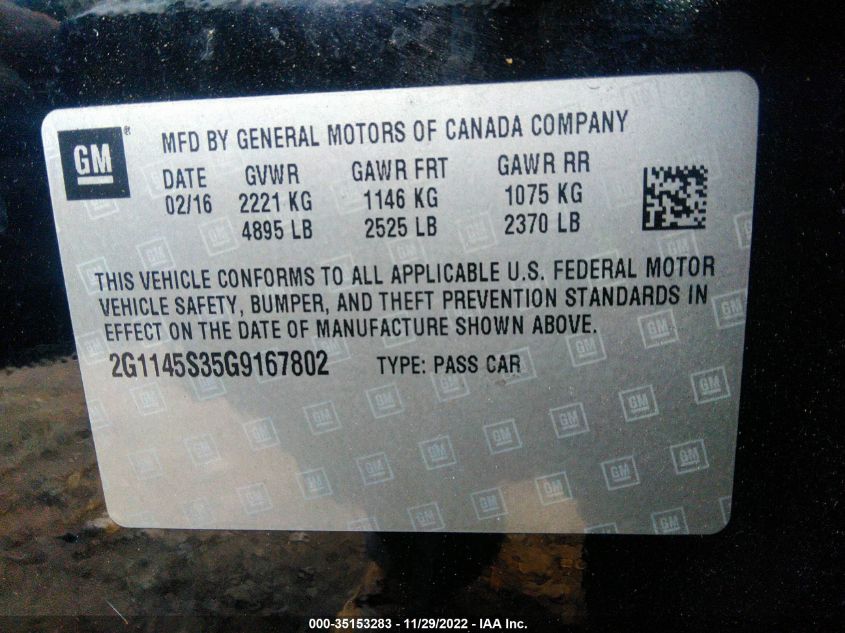 GM®
MFD BY GENERAL MOTORS OF CANADA COMPANY
DATE GVWR GAWR FRT GAWR RR
02/16 2221 KG 1146 KG 1075 KG
4895 LB 2525 LB 2370 LB
THIS VEHICLE CONFORMS TO ALL APPLICABLE U.S. FEDERAL MOTOR
VEHICLE SAFETY, BUMPER, AND THEFT PREVENTION STANDARDS IN
EFFECT ON THE DATE OF MANUFACTURE SHOWN ABOVE.
2G1145S35G9167802 TYPE: PASS CAR
000-35153283 - 11/29/2022 - IAA Inc.